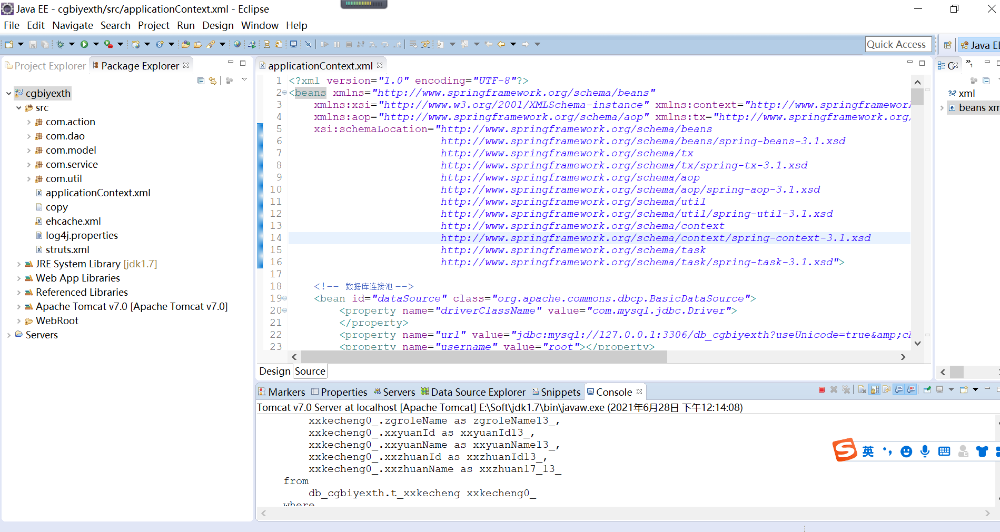 Java EE - cgbiyexth/src/applicationContext.xml - Eclipse
File Edit Navigate Search Project Run Design Window Help
Quick Access
Java EE
Project Explorer
Package Explorer
cgbiyexth
src
com.action
com.dao
com.model
com.service
com.util
applicationContext.xml
copy
ehcache.xml
log4j.properties
struts.xml
JRE System Library [jdk1.7]
Web App Libraries
Referenced Libraries
Apache Tomcat v7.0 [Apache Tomcat v7.0]
WebRoot
Servers
applicationContext.xml
1 <?xml version="1.0" encoding="UTF-8"?>
2 <beans xmlns="http://www.springframework.org/schema/beans"
3 xmlns:xsi="http://www.w3.org/2001/XMLSchema-instance" xmlns:context="http://www.springframework
4 xmlns:aop="http://www.springframework.org/schema/aop" xmlns:tx="http://www.springframework.org/
5 xsi:schemaLocation="http://www.springframework.org/schema/beans
6 http://www.springframework.org/schema/beans/spring-beans-3.1.xsd
7 http://www.springframework.org/schema/tx
8 http://www.springframework.org/schema/tx/spring-tx-3.1.xsd
9 http://www.springframework.org/schema/aop
10 http://www.springframework.org/schema/aop/spring-aop-3.1.xsd
11 http://www.springframework.org/schema/util
12 http://www.springframework.org/schema/util/spring-util-3.1.xsd
13 http://www.springframework.org/schema/context
14 http://www.springframework.org/schema/context/spring-context-3.1.xsd
15 http://www.springframework.org/schema/task
16 http://www.springframework.org/schema/task/spring-task-3.1.xsd">
17
18 <!-- 数据库连接池 -->
19 <bean id="dataSource" class="org.apache.commons.dbcp.BasicDataSource">
20 <property name="driverClassName" value="com.mysql.jdbc.Driver">
21 </property>
22 <property name="url" value="jdbc:mysql://127.0.0.1:3306/db_cgbiyexth?useUnicode=true&amp;cl
23 <property name="username" value="root"></property>
Design Source
xml
beans xm
Markers Properties Servers Data Source Explorer Snippets Console
Tomcat v7.0 Server at localhost [Apache Tomcat] E:\Soft\jdk1.7\bin\javaw.exe (2021年6月28日 下午12:14:08)
xxkecheng0_.zgroleName as zgroleName13_,
xxkecheng0_.xxyuanId as xxyuanId13_,
xxkecheng0_.xxyuanName as xxyuanName13_,
xxkecheng0_.xxzhuanId as xxzhuanId13_,
xxkecheng0_.xxzhuanName as xxzhuan17_13_
from
db_cgbiyexth.t_xxkecheng xxkecheng0_
where
英